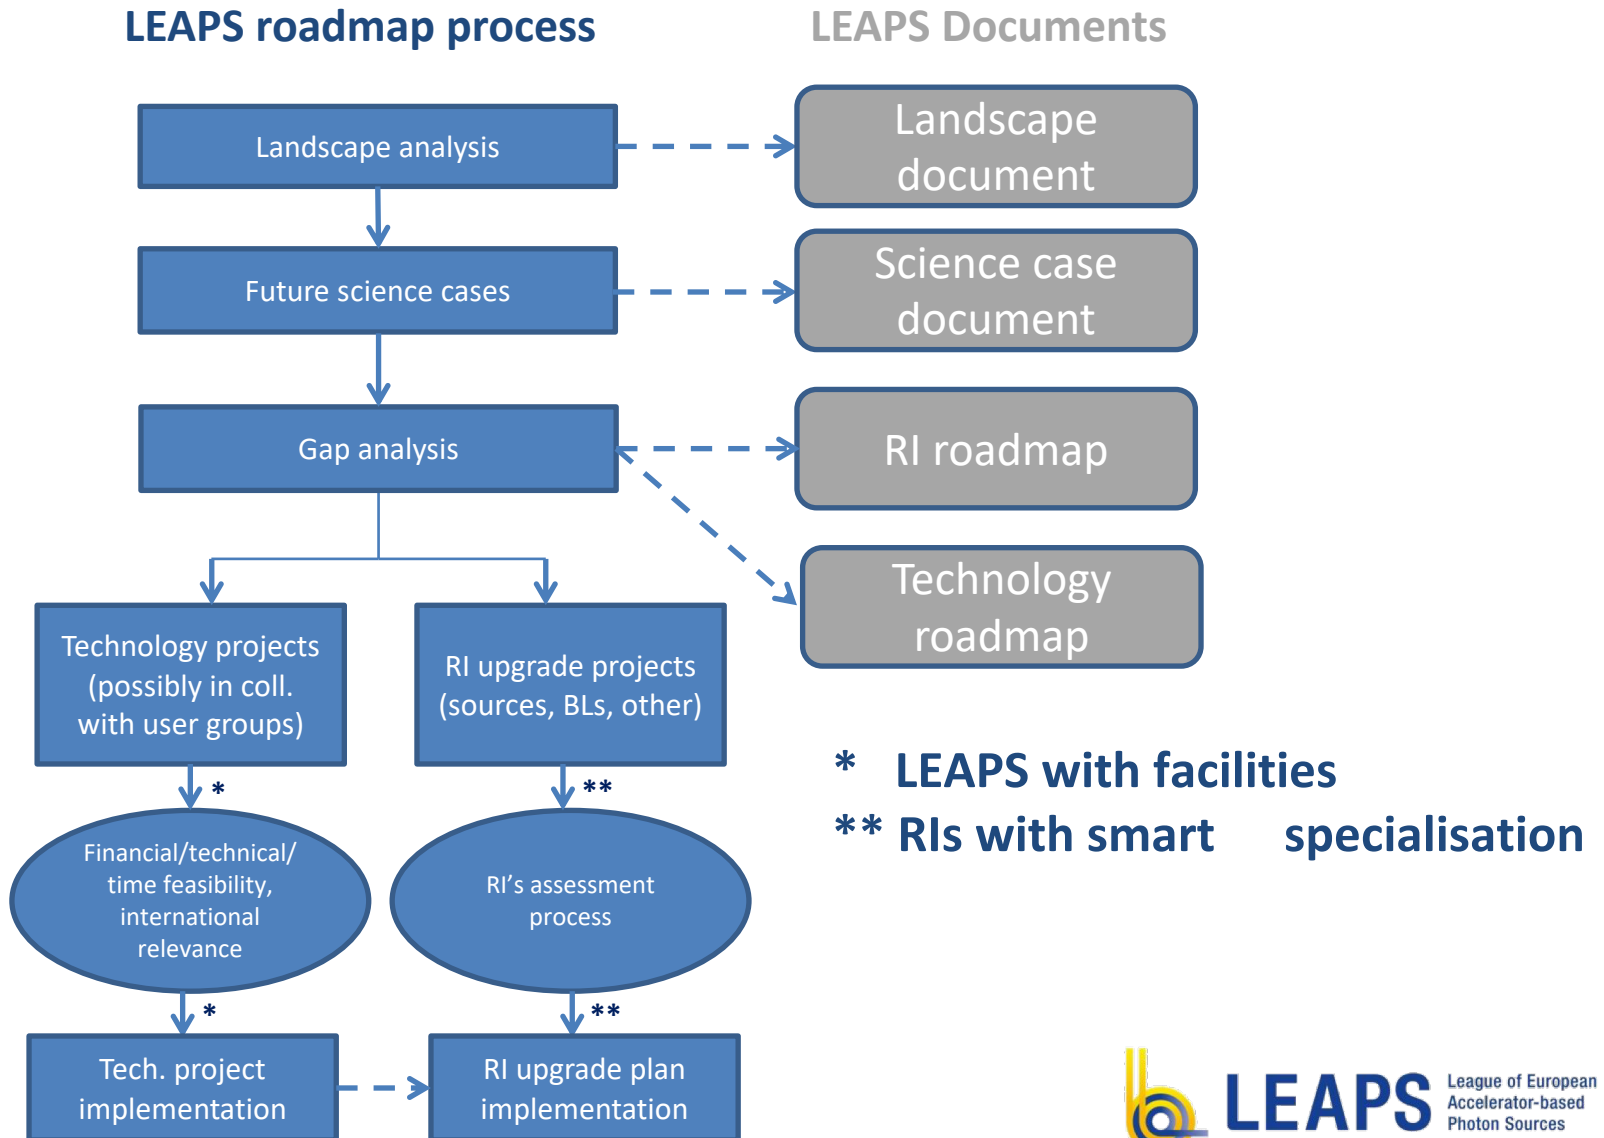 LEAPS roadmap process
LEAPS Documents
Landscape analysis
Landscape
document
Future science cases
Science case
document
Gap analysis
RI roadmap
Technology
roadmap
Technology projects
(possibly in coll.
with user groups)
RI upgrade projects
(sources, BLs, other)
* LEAPS with facilities
** RIs with smart specialisation
*
**
Financial/technical/
time feasibility,
international
relevance
RI's assessment
process
*
**
Tech. project
implementation
RI upgrade plan
implementation
LEAPS
League of European
Accelerator-based
Photon Sources